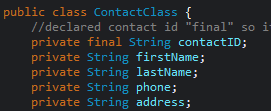 public class ContactClass {
//declared contact id "final" so i
private final String contactID;
private String firstName;
private String lastName;
private String phone;
private String address;